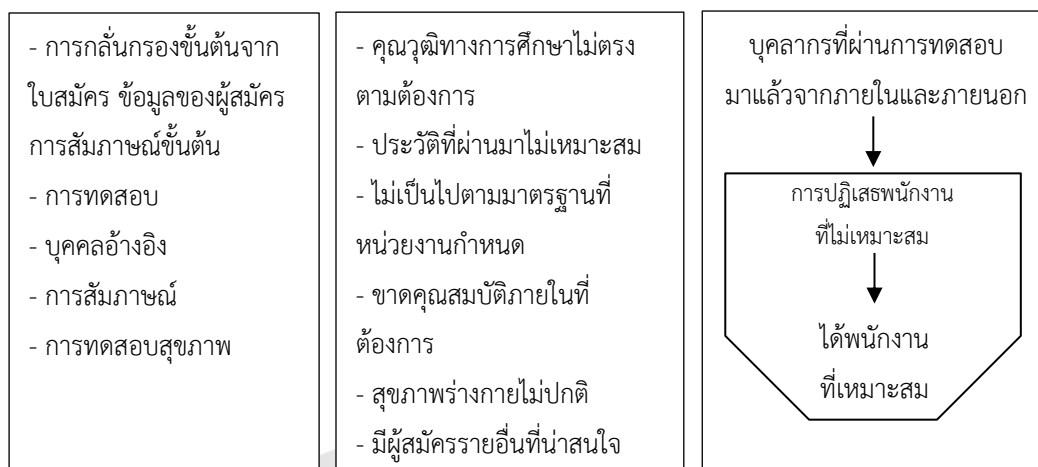 - การกลั่นกรองขั้นต้นจาก
ใบสมัคร ข้อมูลของผู้สมัคร
การสัมภาษณ์ขั้นต้น
- การทดสอบ
- บุคคลอ้างอิง
- การสัมภาษณ์
- การทดสอบสุขภาพ
- คุณวุฒิทางการศึกษาไม่ตรง
ตามต้องการ
- ประวัติที่ผ่านมาไม่เหมาะสม
- ไม่เป็นไปตามมาตรฐานที่
หน่วยงานกำหนด
- ขาดคุณสมบัติภายในที่
ต้องการ
- สุขภาพร่างกายไม่ปกติ
- มีผู้สมัครรายอื่นที่น่าสนใจ
บุคลากรที่ผ่านการทดสอบ
มาแล้วจากภายในและภายนอก
การปฏิเสธพนักงาน
ที่ไม่เหมาะสม
ได้พนักงาน
ที่เหมาะสม